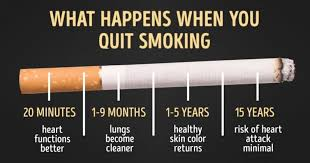 WHAT HAPPENS WHEN YOU
QUIT SMOKING
20 MINUTES
heart
functions
better
1-9 MONTHS
lungs
become
cleaner
1-5 YEARS
healthy
skin color
returns
15 YEARS
risk of heart
attack
minimal